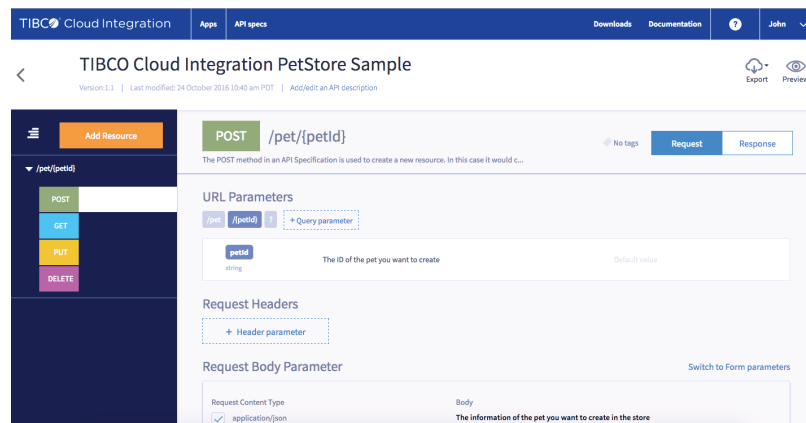 TIBCO Cloud Integration Apps API specs Downloads Documentation ? John
TIBCO Cloud Integration PetStore Sample
Version:1.1 | Last modified: 24 October 2016 10:40 am PDT | Add/edit an API description
Export Preview
Add Resource
/pet/{petId}
POST
GET
PUT
DELETE
POST /pet/{petId} No tags Request Response
The POST method in an API Specification is used to create a new resource. In this case it would c...
URL Parameters
/pet /{petId} ? + Query parameter
petId The ID of the pet you want to create Default value
string
Request Headers
+ Header parameter
Request Body Parameter Switch to Form parameters
Request Content Type Body
application/json The information of the pet you want to create in the store